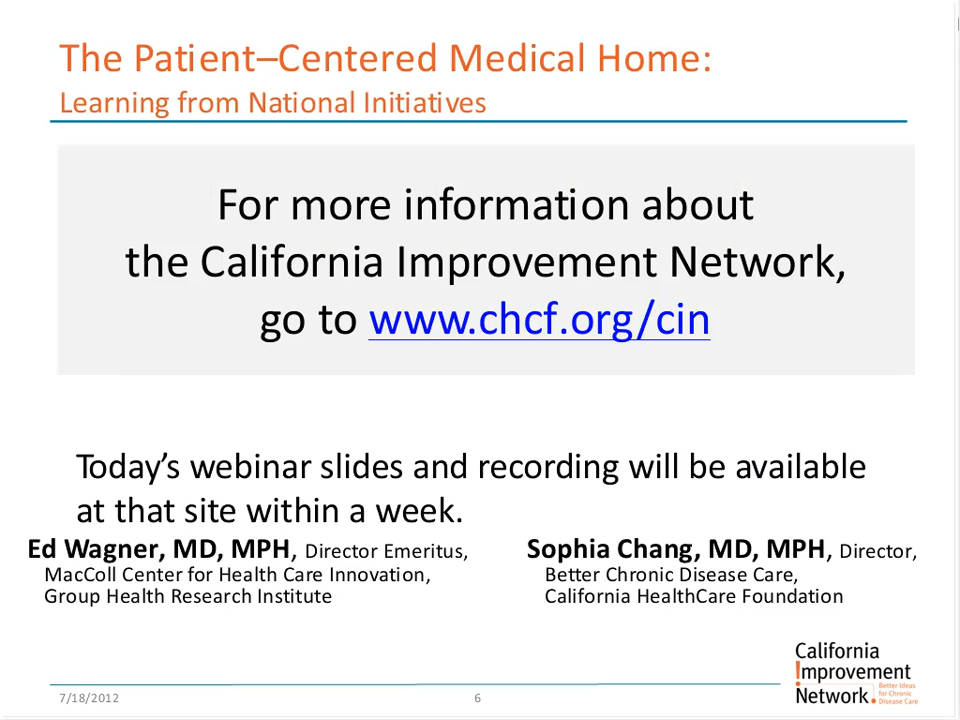 The Patient–Centered Medical Home:
Learning from National Initiatives
For more information about
the California Improvement Network,
go to www.chcf.org/cin
Today’s webinar slides and recording will be available
at that site within a week.
Ed Wagner, MD, MPH, Director Emeritus,
MacColl Center for Health Care Innovation,
Group Health Research Institute
Sophia Chang, MD, MPH, Director,
Better Chronic Disease Care,
California HealthCare Foundation
California
Improvement
Network.
Better Ideas
for Chronic
Disease Care
7/18/2012
6